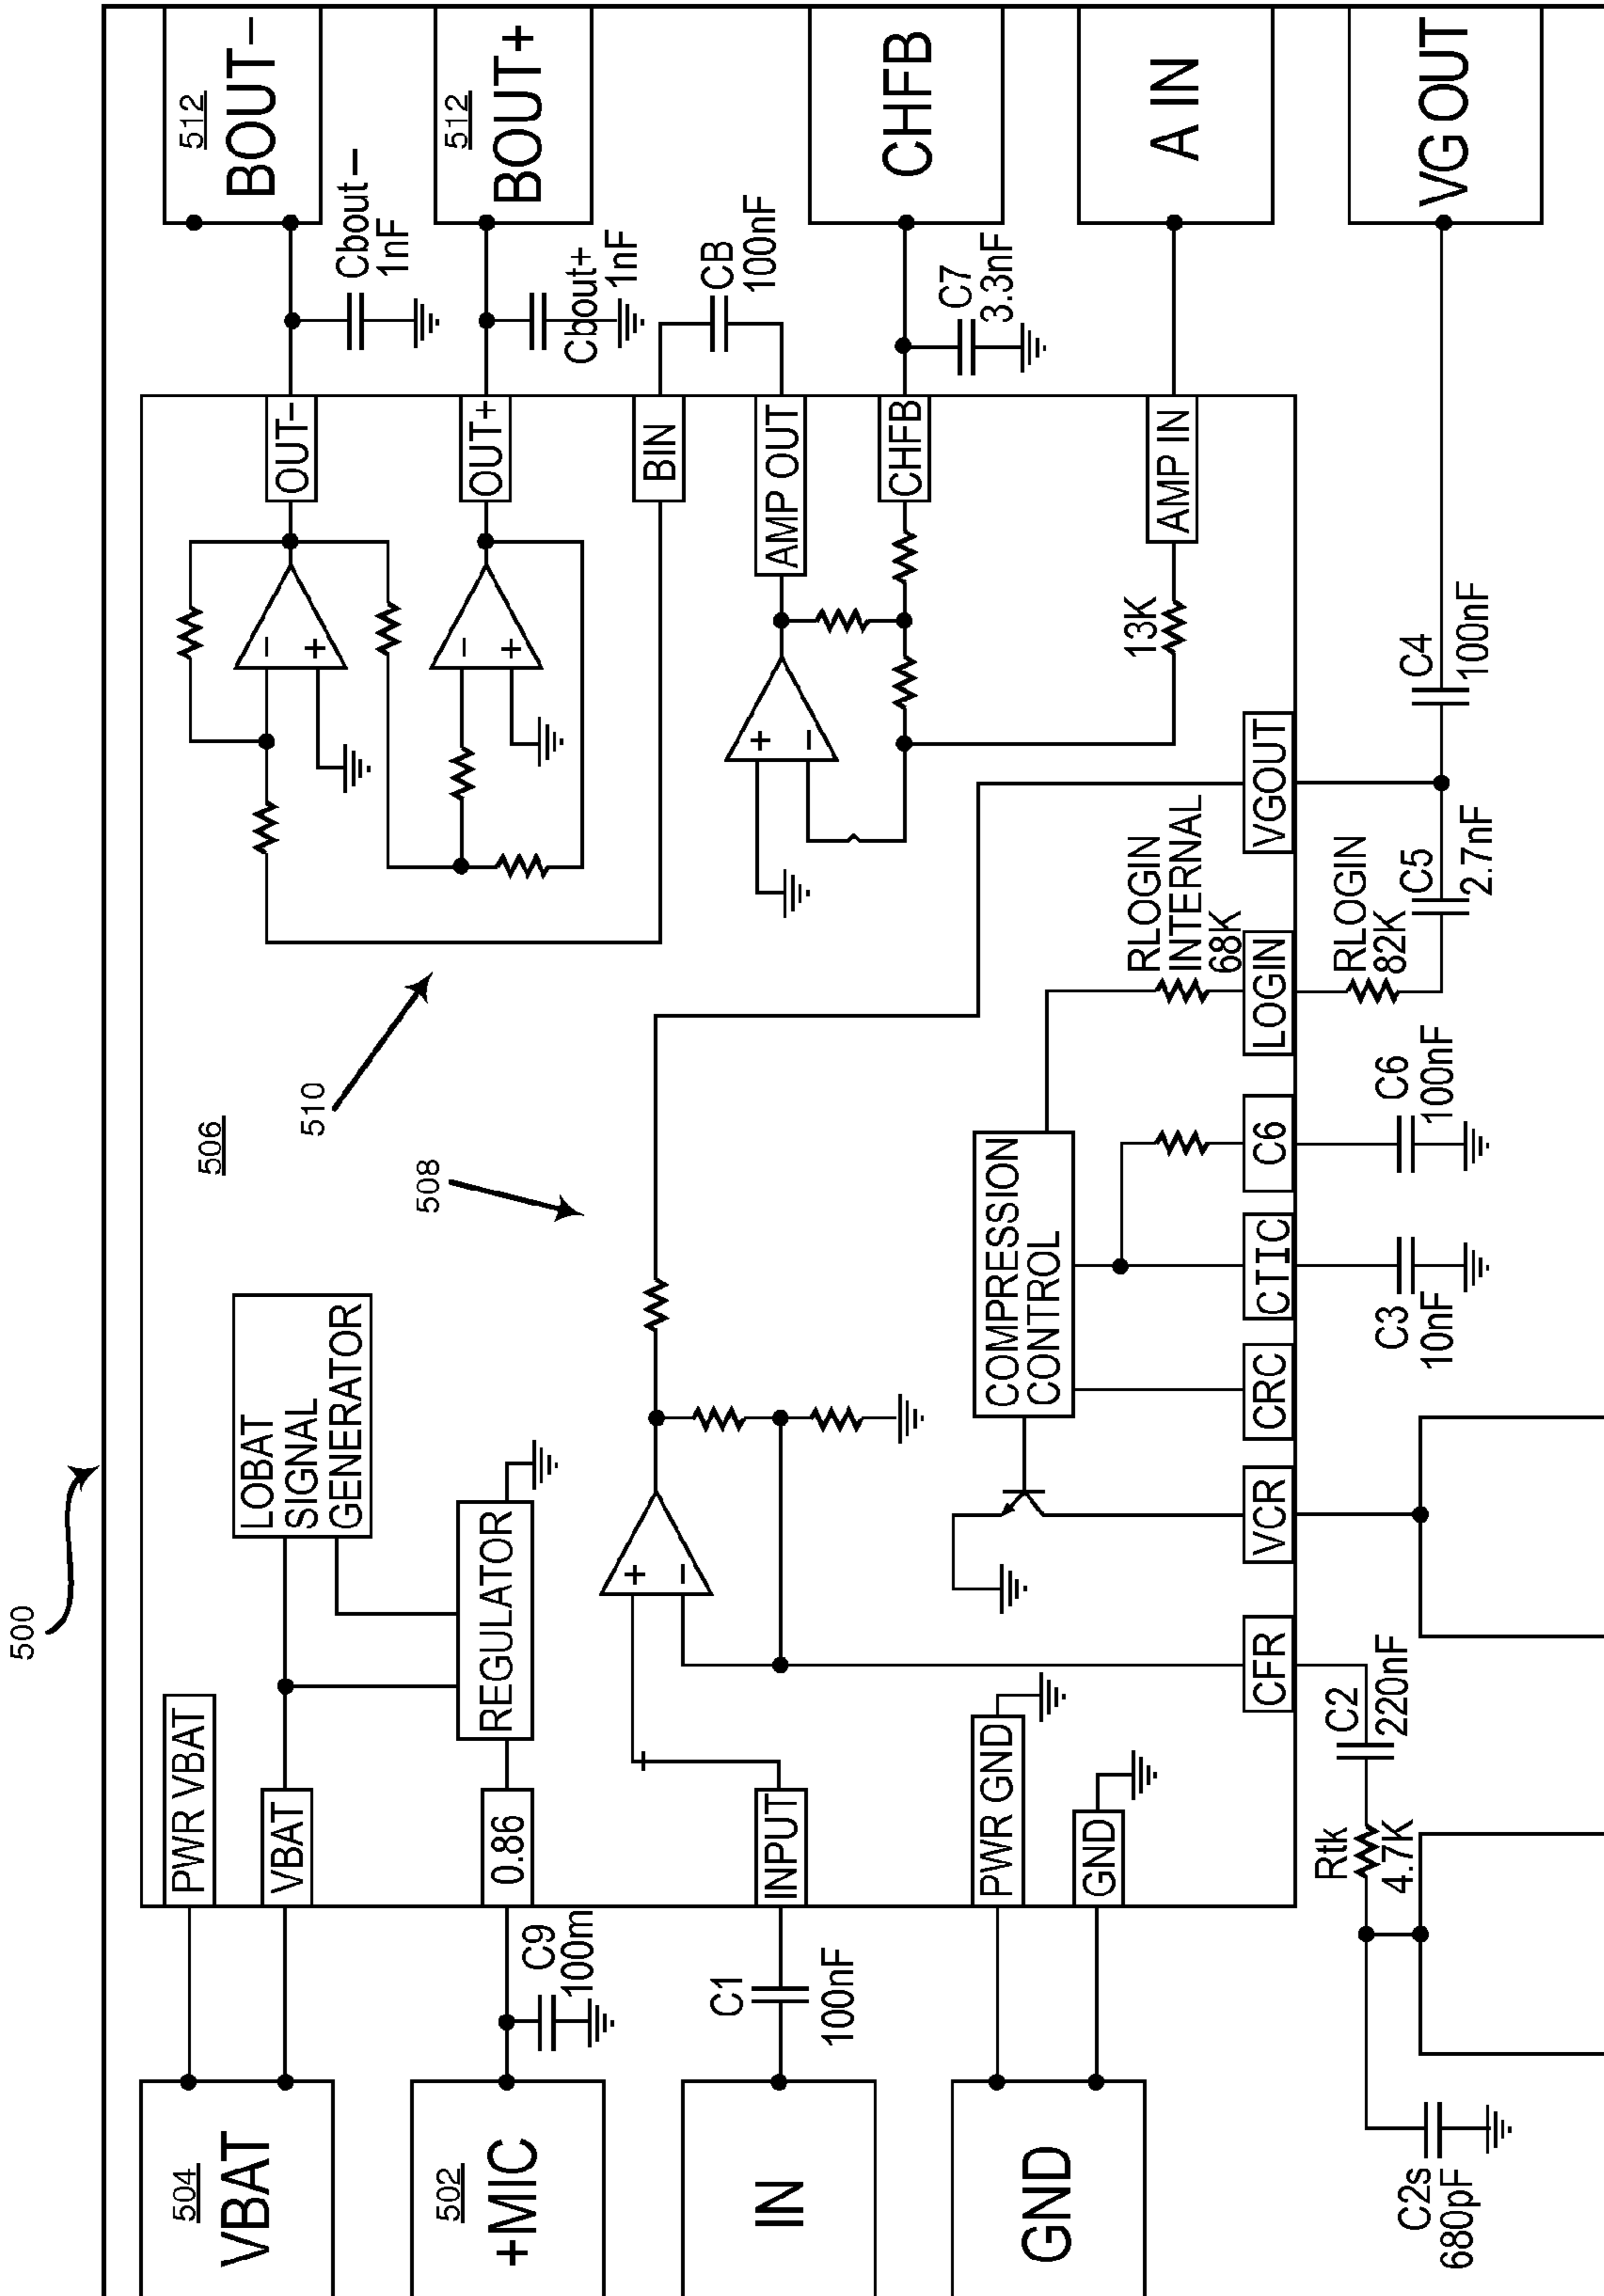 500
504
VBAT
502
+MIC
IN
GND
C9
100m
C1
100nF
C2s
680pF
PWR VBAT
VBAT
0.86
INPUT
PWR GND
GND
LOBAT
SIGNAL
GENERATOR
REGULATOR
506
508
510
COMPRESSION
CONTROL
+
−
−
+
−
+
+
−
OUT−
OUT+
BIN
AMP OUT
CHFB
AMP IN
13K
RLOGIN
INTERNAL
68K
CFR
VCR
CRC
CTIC
C6
LOGIN
VGOUT
Rtk
4.7K
C2
220nF
C3
10nF
C6
100nF
RLOGIN
82K
C5
2.7nF
C4
100nF
Cbout−
1nF
Cbout+
1nF
CB
100nF
C7
3.3nF
512
BOUT−
512
BOUT+
CHFB
A IN
VG OUT